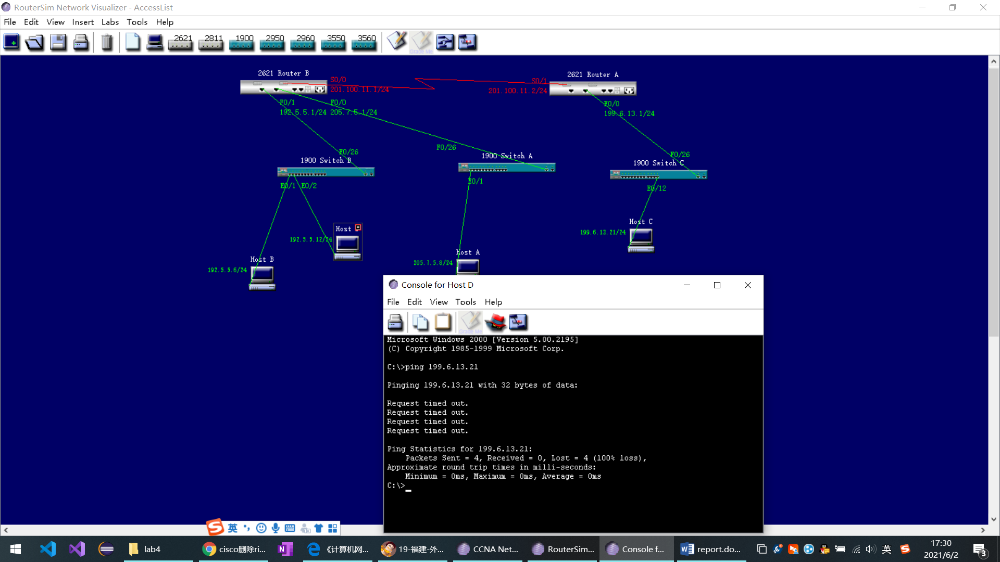 RouterSim Network Visualizer - AccessList
File Edit View Insert Labs Tools Help
2621 2811 1900 2950 2960 3550 3560
Grade Me
2621 Router B
S0/0
201.100.11.1/24
F0/1
192.5.5.1/24
F0/0
205.7.5.1/24
2621 Router A
S0/1
201.100.11.2/24
F0/0
199.6.13.1/24
F0/26
1900 Switch B
E0/1 E0/2
F0/26
1900 Switch A
E0/1
F0/26
1900 Switch C
E0/12
Host
192.5.5.12/24
Host B
192.5.5.6/24
Host A
205.7.5.8/24
Host C
199.6.13.21/24
Console for Host D
File Edit View Tools Help
Grade Me
Microsoft Windows 2000 [Version 5.00.2195]
(C) Copyright 1985-1999 Microsoft Corp.
C:\>ping 199.6.13.21
Pinging 199.6.13.21 with 32 bytes of data:
Request timed out.
Request timed out.
Request timed out.
Request timed out.
Ping Statistics for 199.6.13.21:
Packets Sent = 4, Received = 0, Lost = 4 (100% loss),
Approximate round trip times in milli-seconds:
Minimum = 0ms, Maximum = 0ms, Average = 0ms
C:\>
英
lab4
cisco删除ri...
《计算机网...
19-福建-外...
CCNA Net...
RouterSim...
Console f...
report.do...
英
17:30
2021/6/2
3